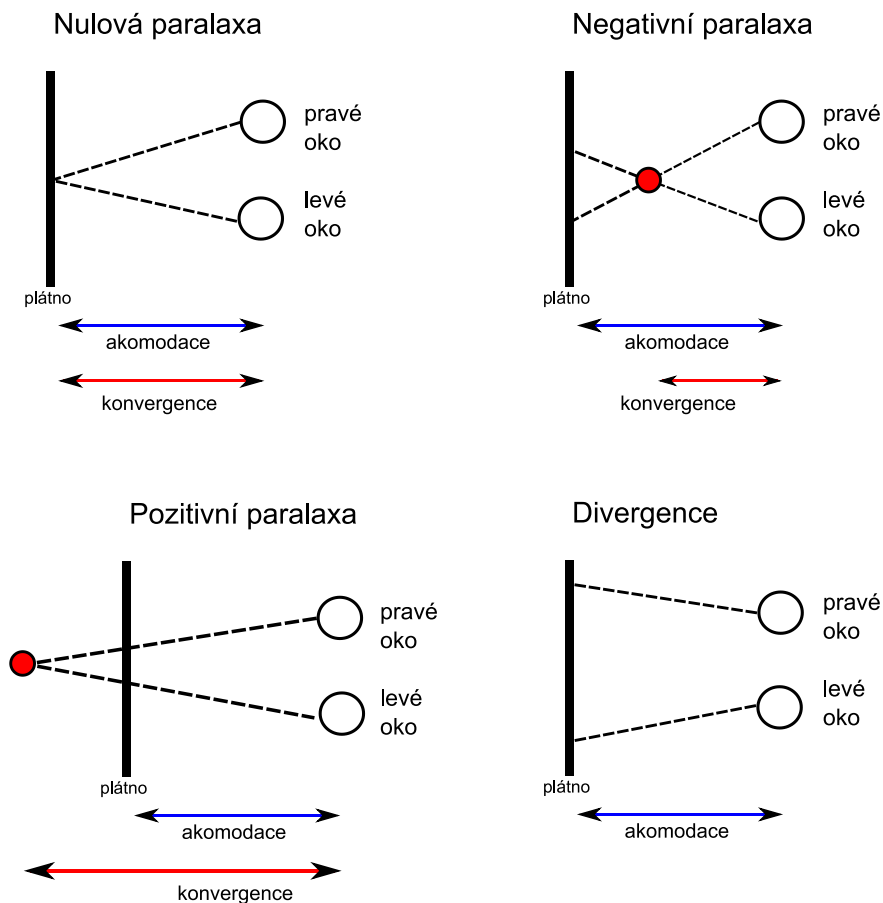 Nulová paralaxa
pravé
oko
levé
oko
plátno
akomodace
konvergence
Negativní paralaxa
pravé
oko
levé
oko
plátno
akomodace
konvergence
Pozitivní paralaxa
pravé
oko
levé
oko
plátno
akomodace
konvergence
Divergence
pravé
oko
levé
oko
plátno
akomodace